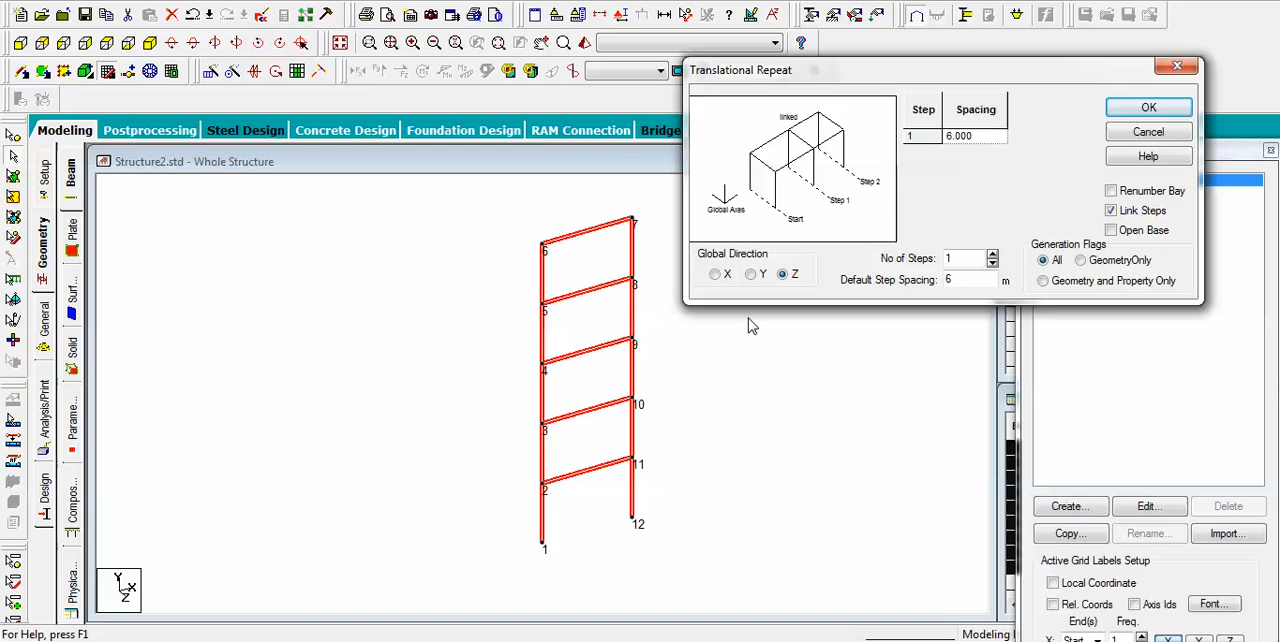 Modeling Postprocessing Steel Design Concrete Design Foundation Design RAM Connection Bridge
Structure2.std - Whole Structure
Setup
Geometry
General
Analysis/Print
Design
Beam
Plate
Surf...
Solid
Parame...
Compos...
Physica...
6
5
4
3
2
1
7
8
9
10
11
12
Y
X
Z
Translational Repeat
linked
Step 2
Step 1
Global Axes
Start
Step Spacing
1 6.000
OK
Cancel
Help
Renumber Bay
Link Steps
Open Base
Global Direction
X Y Z
No of Steps: 1
Default Step Spacing: 6 m
Generation Flags
All GeometryOnly
Geometry and Property Only
Create... Edit... Delete
Copy... Rename... Import...
Active Grid Labels Setup
Local Coordinate
Rel. Coords Axis Ids Font...
End(s) Freq.
X: Start 1 X Y Z
For Help, press F1
Modeling